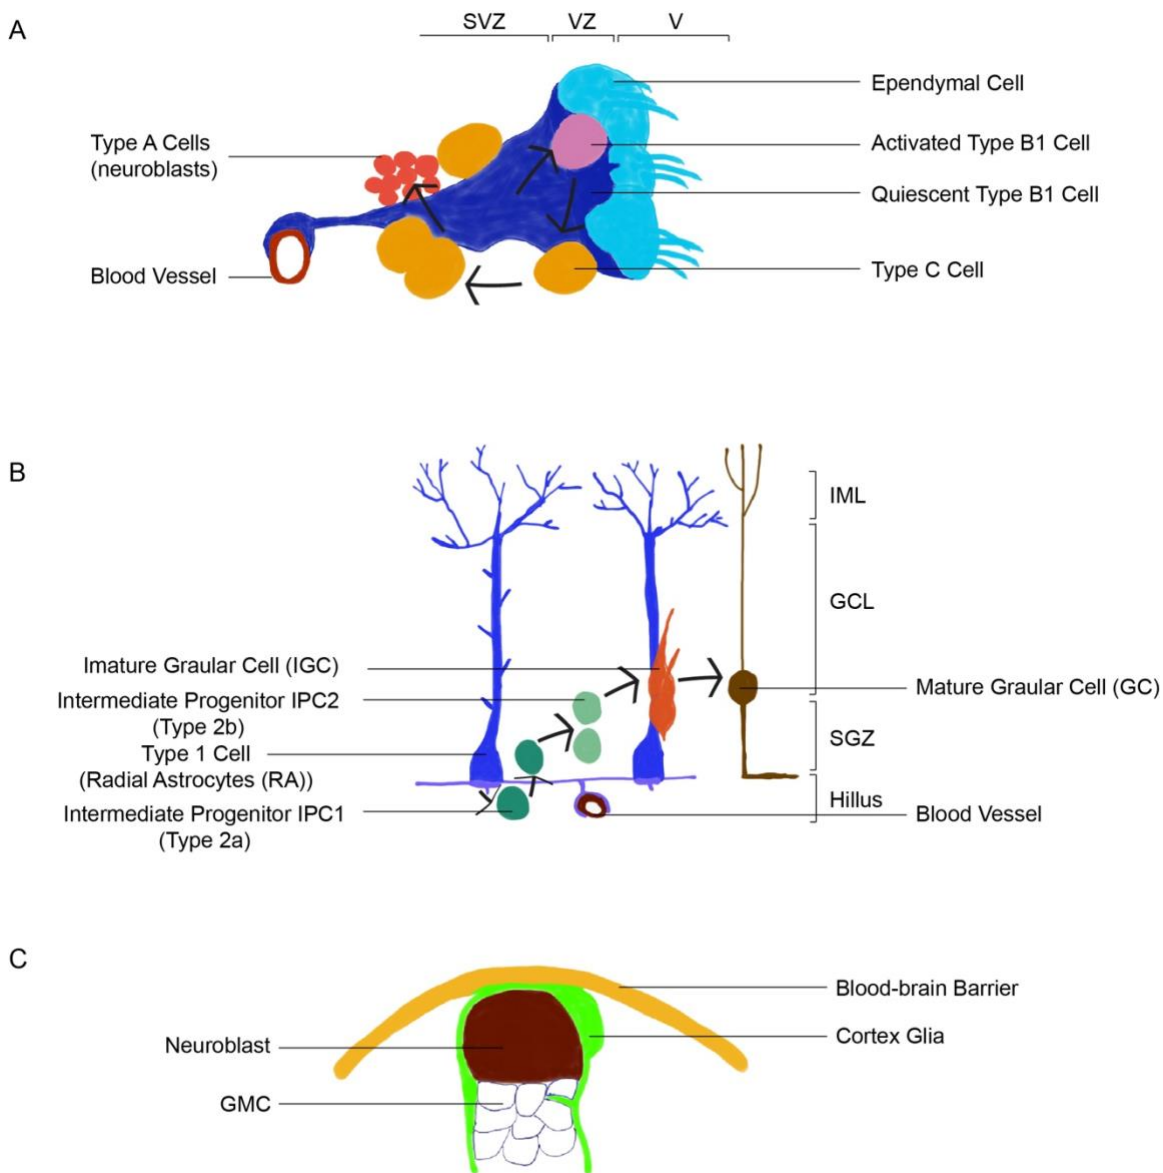 A
SVZ
VZ
V
Ependymal Cell
Type A Cells
(neuroblasts)
Activated Type B1 Cell
Quiescent Type B1 Cell
Blood Vessel
Type C Cell
B
IML
GCL
Imature Graular Cell (IGC)
Intermediate Progenitor IPC2
(Type 2b)
Mature Graular Cell (GC)
Type 1 Cell
(Radial Astrocytes (RA))
SGZ
Intermediate Progenitor IPC1
(Type 2a)
Hillus
Blood Vessel
C
Blood-brain Barrier
Neuroblast
Cortex Glia
GMC